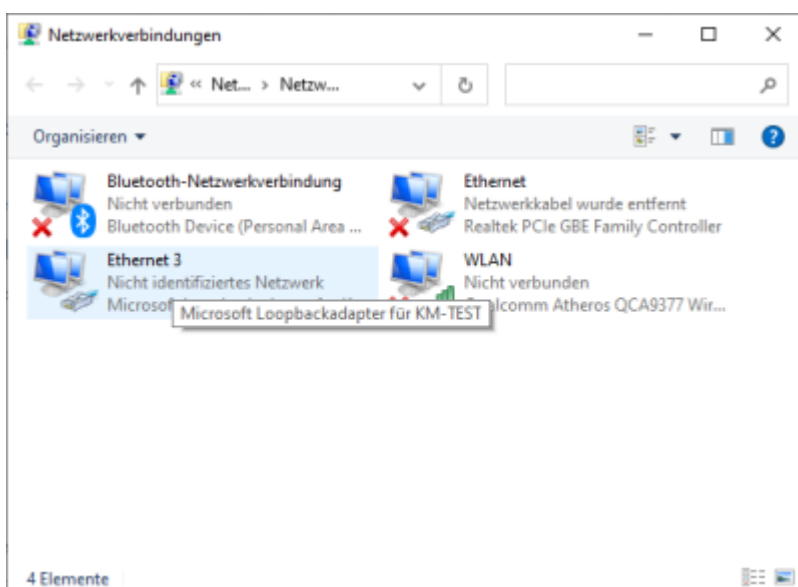 Netzwerkverbindungen
« Net... › Netzw...
Organisieren
Bluetooth-Netzwerkverbindung
Nicht verbunden
Bluetooth Device (Personal Area ...
Ethernet
Netzwerkkabel wurde entfernt
Realtek PCIe GBE Family Controller
Ethernet 3
Nicht identifiziertes Netzwerk
Microsoft Loopbackadapter für KM-TEST
WLAN
Nicht verbunden
Atheros QCA9377 Wir...
4 Elemente